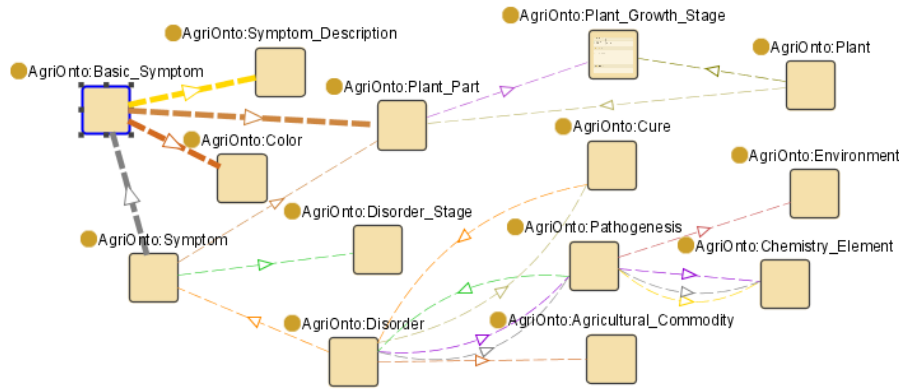 AgriOnto:Symptom_Description
AgriOnto:Plant_Growth_Stage
AgriOnto:Plant
AgriOnto:Basic_Symptom
AgriOnto:Plant_Part
AgriOnto:Color
AgriOnto:Cure
AgriOnto:Environment
AgriOnto:Disorder_Stage
AgriOnto:Symptom
AgriOnto:Pathogenesis
AgriOnto:Chemistry_Element
AgriOnto:Disorder
AgriOnto:Agricultural_Commodity